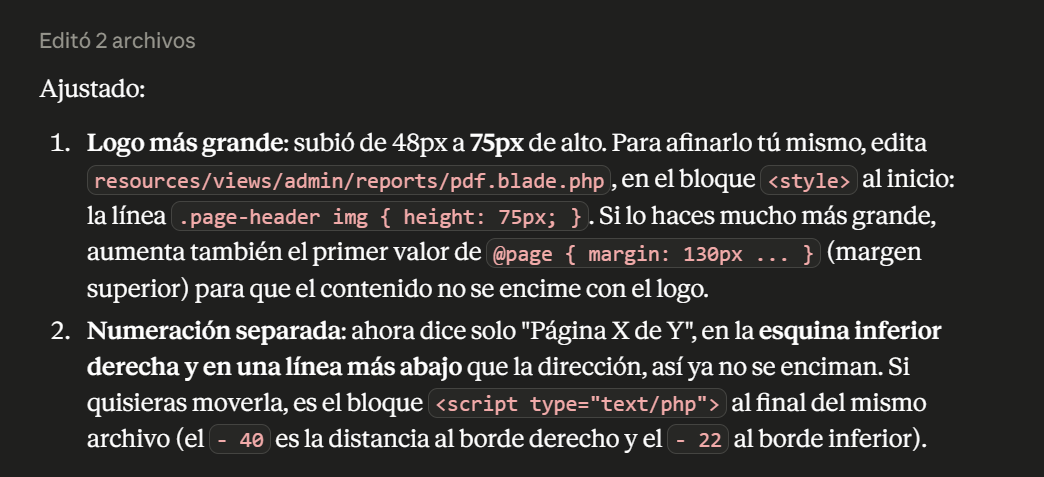 Editó 2 archivos
Ajustado:
1. Logo más grande: subió de 48px a 75px de alto. Para afinarlo tú mismo, edita
resources/views/admin/reports/pdf.blade.php, en el bloque <style> al inicio:
la línea .page-header img { height: 75px; }. Si lo haces mucho más grande,
aumenta también el primer valor de @page { margin: 130px ... } (margen
superior) para que el contenido no se encime con el logo.
2. Numeración separada: ahora dice solo "Página X de Y", en la esquina inferior
derecha y en una línea más abajo que la dirección, así ya no se enciman. Si
quisieras moverla, es el bloque <script type="text/php"> al final del mismo
archivo (el - 40 es la distancia al borde derecho y el - 22 al borde inferior).